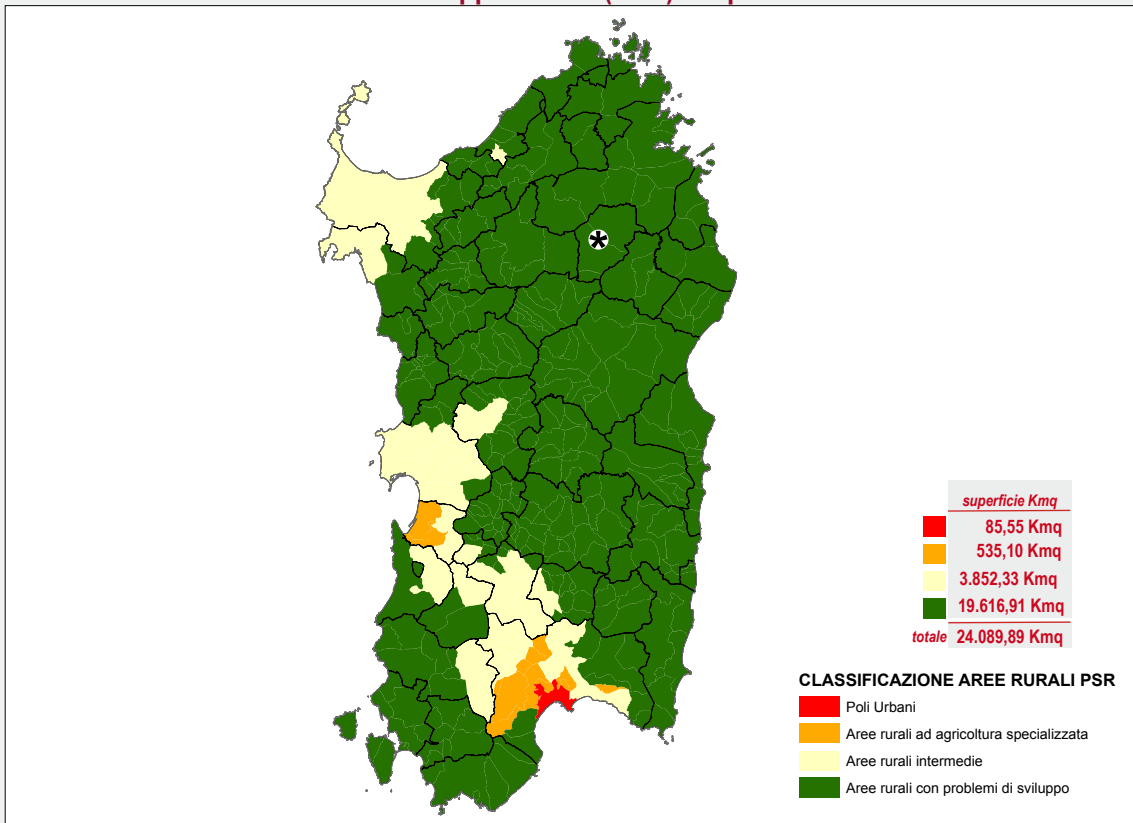 superficie Kmq
85,55 Kmq
535,10 Kmq
3.852,33 Kmq
19.616,91 Kmq
totale 24.089,89 Kmq
CLASSIFICAZIONE AREE RURALI PSR
Poli Urbani
Aree rurali ad agricoltura specializzata
Aree rurali intermedie
Aree rurali con problemi di sviluppo
*